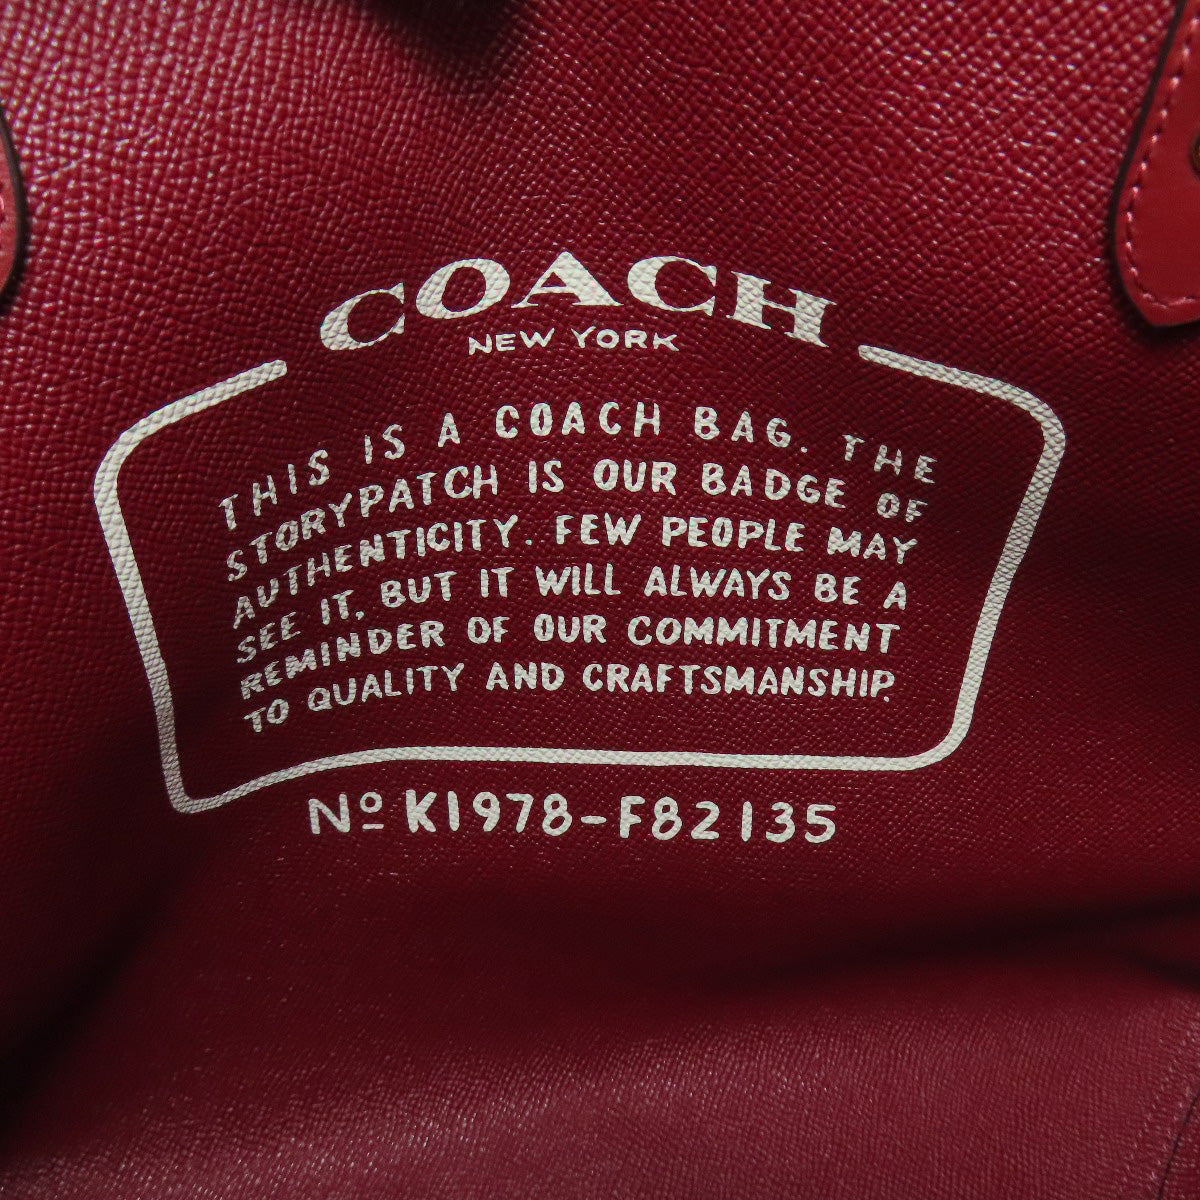 COACH
NEW YORK
THIS IS A COACH BAG. THE
STORYPATCH IS OUR BADGE OF
AUTHENTICITY. FEW PEOPLE MAY
SEE IT, BUT IT WILL ALWAYS BE A
REMINDER OF OUR COMMITMENT
TO QUALITY AND CRAFTSMANSHIP.
Nº K1978-F82135